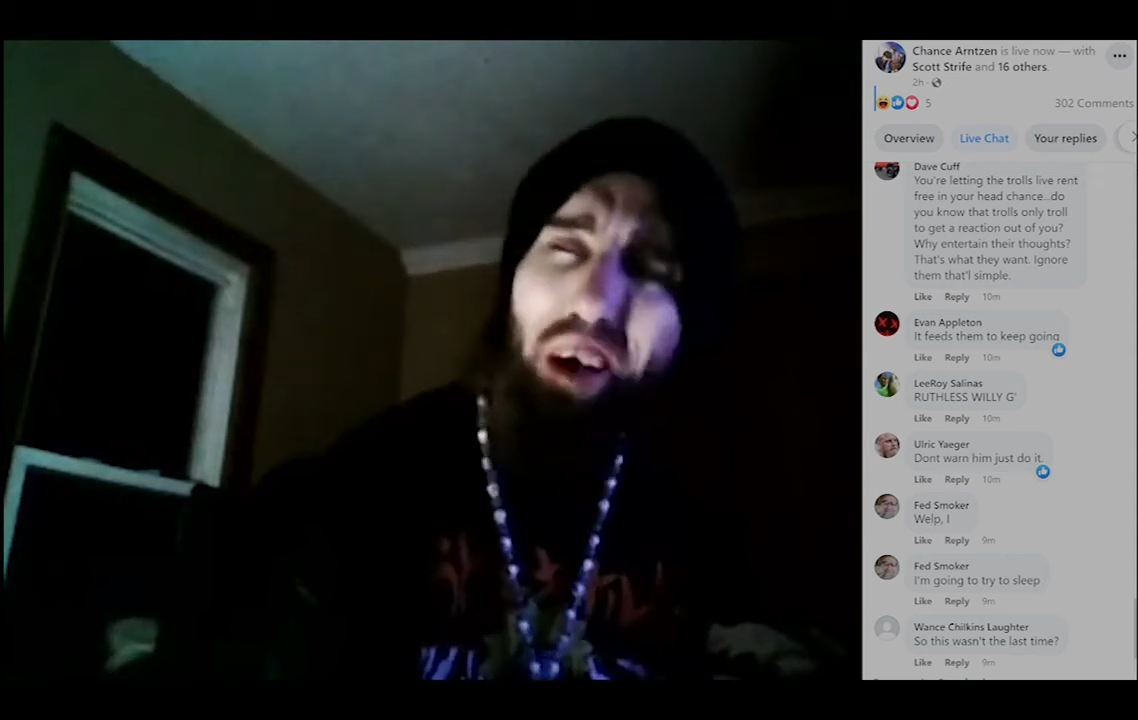 Chance Arntzen is live now — with
Scott Strife and 16 others.
2h ·
5
302 Comments
Overview
Live Chat
Your replies
Dave Cuff
You're letting the trolls live rent
free in your head chance...do
you know that trolls only troll
to get a reaction out of you?
Why entertain their thoughts?
That's what they want. Ignore
them that'l simple.
Like Reply 10m
Evan Appleton
It feeds them to keep going
Like Reply 10m
LeeRoy Salinas
RUTHLESS WILLY G'
Like Reply 10m
Ulric Yaeger
Dont warn him just do it.
Like Reply 10m
Fed Smoker
Welp, I
Like Reply 9m
Fed Smoker
I'm going to try to sleep
Like Reply 9m
Wance Chilkins Laughter
So this wasn't the last time?
Like Reply 9m